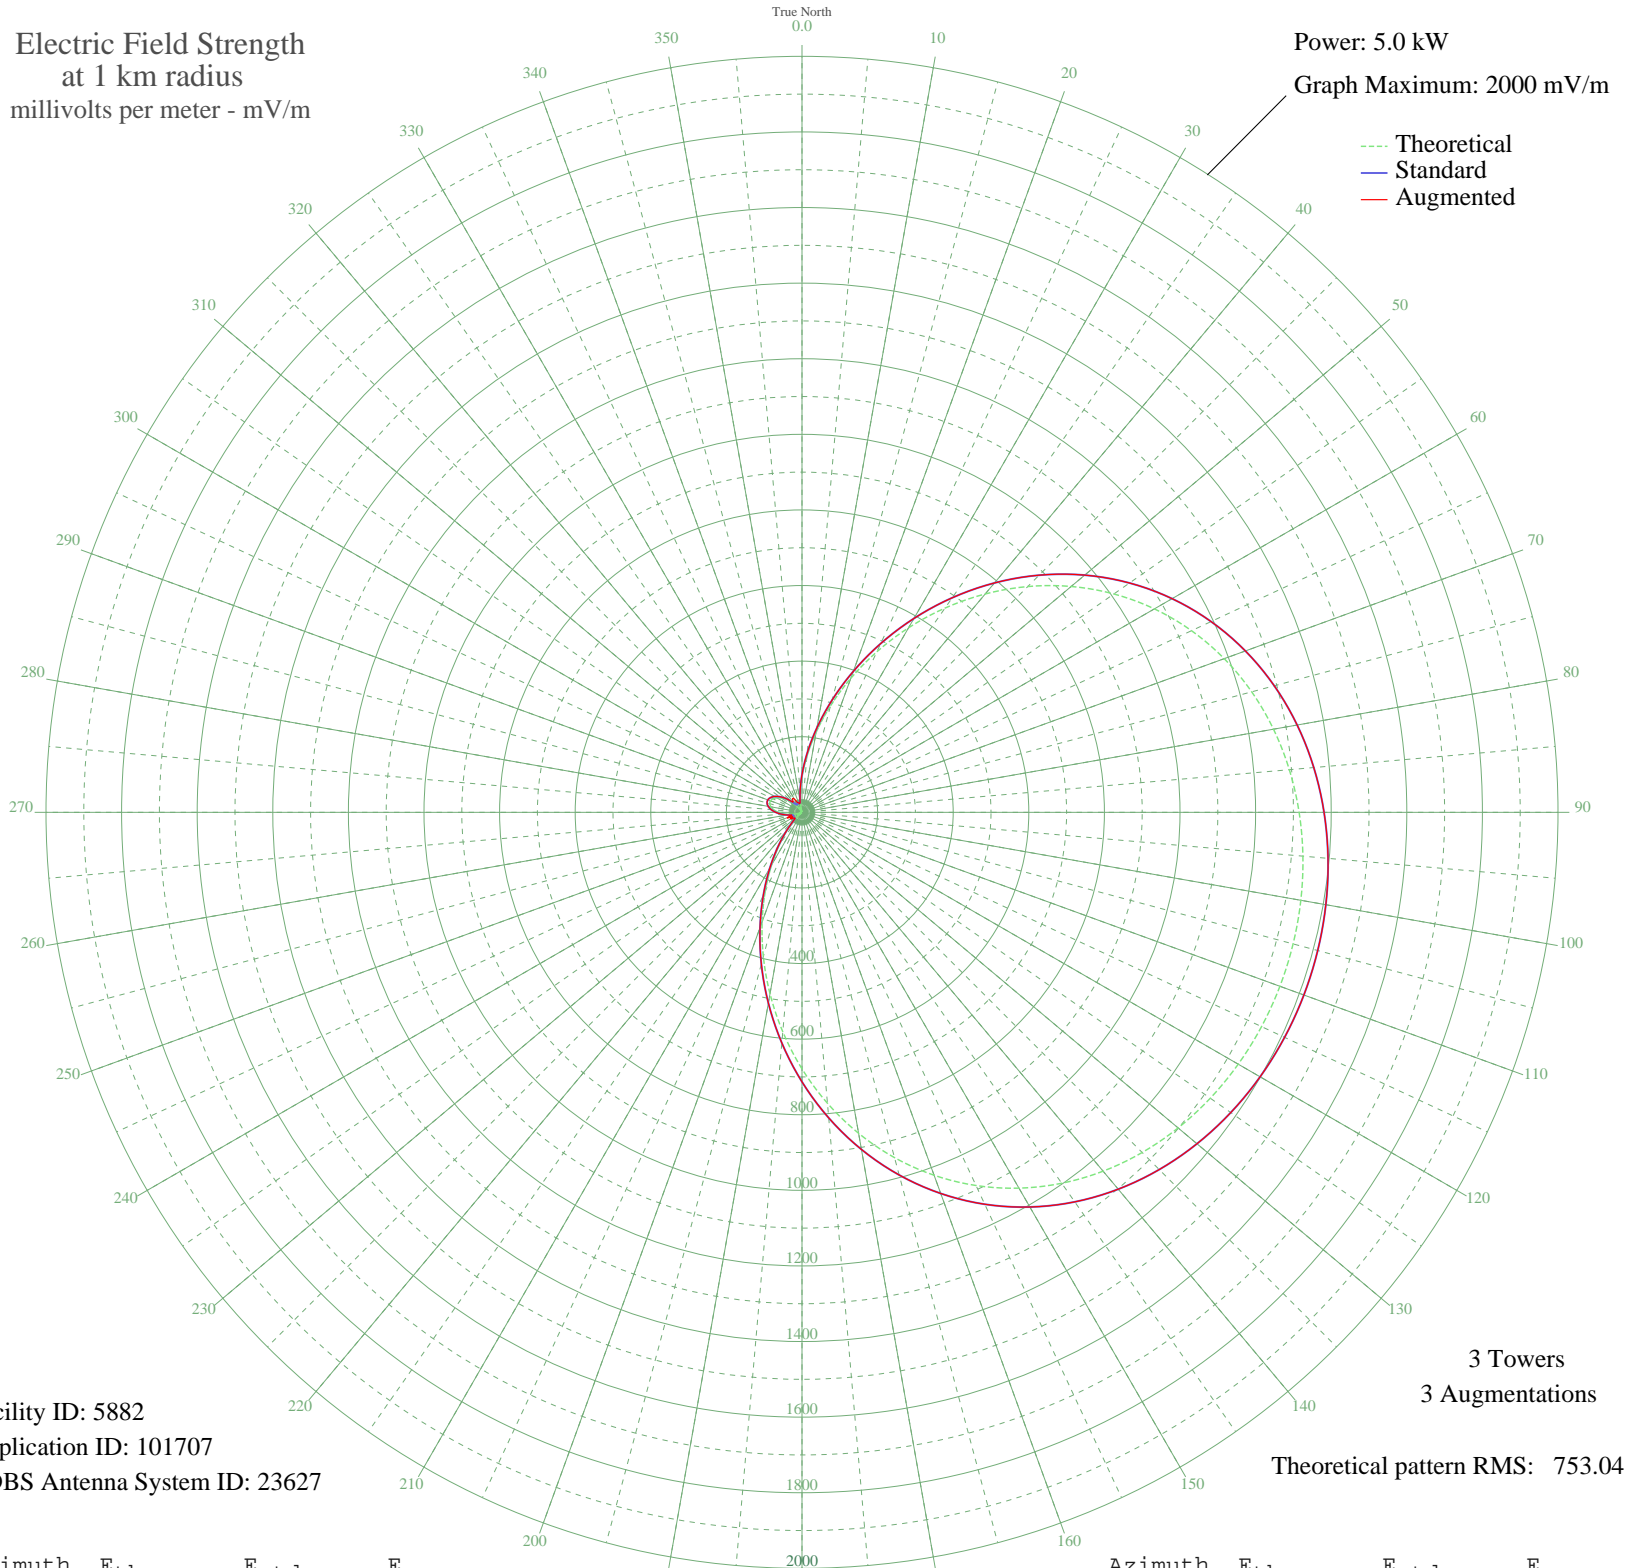 True North
0.0
Electric Field Strength
at 1 km radius
millivolts per meter - mV/m
Power: 5.0 kW
Graph Maximum: 2000 mV/m
Theoretical
Standard
Augmented
10
20
30
40
50
60
70
80
90
100
110
120
130
140
150
160
200
210
220
230
240
250
260
270
280
290
300
310
320
330
340
350
400
600
800
1000
1200
1400
1600
1800
2000
3 Towers
3 Augmentations
Theoretical pattern RMS: 753.04
cility ID: 5882
plication ID: 101707
DBS Antenna System ID: 23627
imuth E E E
Azimuth E E E